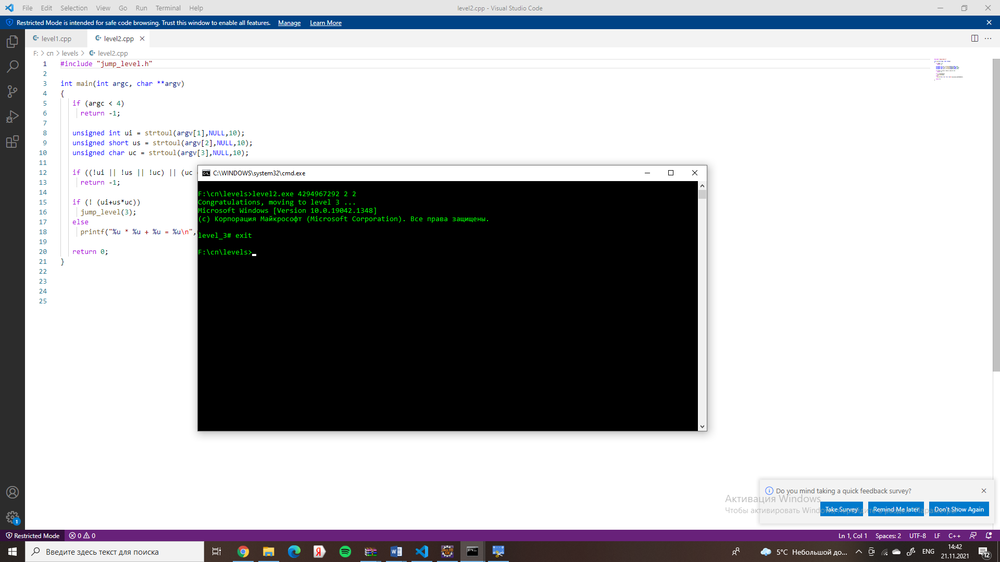 File Edit Selection View Go Run Terminal Help
level2.cpp - Visual Studio Code
Restricted Mode is intended for safe code browsing. Trust this window to enable all features. Manage Learn More
level1.cpp
level2.cpp
F: > сп > levels > level2.cpp
1 #include "jump_level.h"
2
3 int main(int argc, char **argv)
4 {
5 if (argc < 4)
6 return -1;
7
8 unsigned int ui = strtoul(argv[1],NULL,10);
9 unsigned short us = strtoul(argv[2],NULL,10);
10 unsigned char uc = strtoul(argv[3],NULL,10);
11
12 if ((!ui || !us || !uc) || (uc
13 return -1;
14
15 if (! (ui+us*uc))
16 jump_level(3);
17 else
18 printf("%u * %u + %u = %u\n",
19
20 return 0;
21 }
22
23
24
25
C:\WINDOWS\system32\cmd.exe
F:\сп\levels>level2.exe 4294967292 2 2
Congratulations, moving to level 3 ...
Microsoft Windows [Version 10.0.19042.1348]
(c) Корпорация Майкрософт (Microsoft Corporation). Все права защищены.
level_3# exit
F:\сп\levels>
Do you mind taking a quick feedback survey?
Take Survey Remind Me later Don't Show Again
Активация Windows
Чтобы активировать Windows, перейдите в раздел "Параметры".
1
Restricted Mode 0 0
Ln 1, Col 1 Spaces: 2 UTF-8 LF C++
Введите здесь текст для поиска
5°C Небольшой до...
ENG
14:42
21.11.2021
12